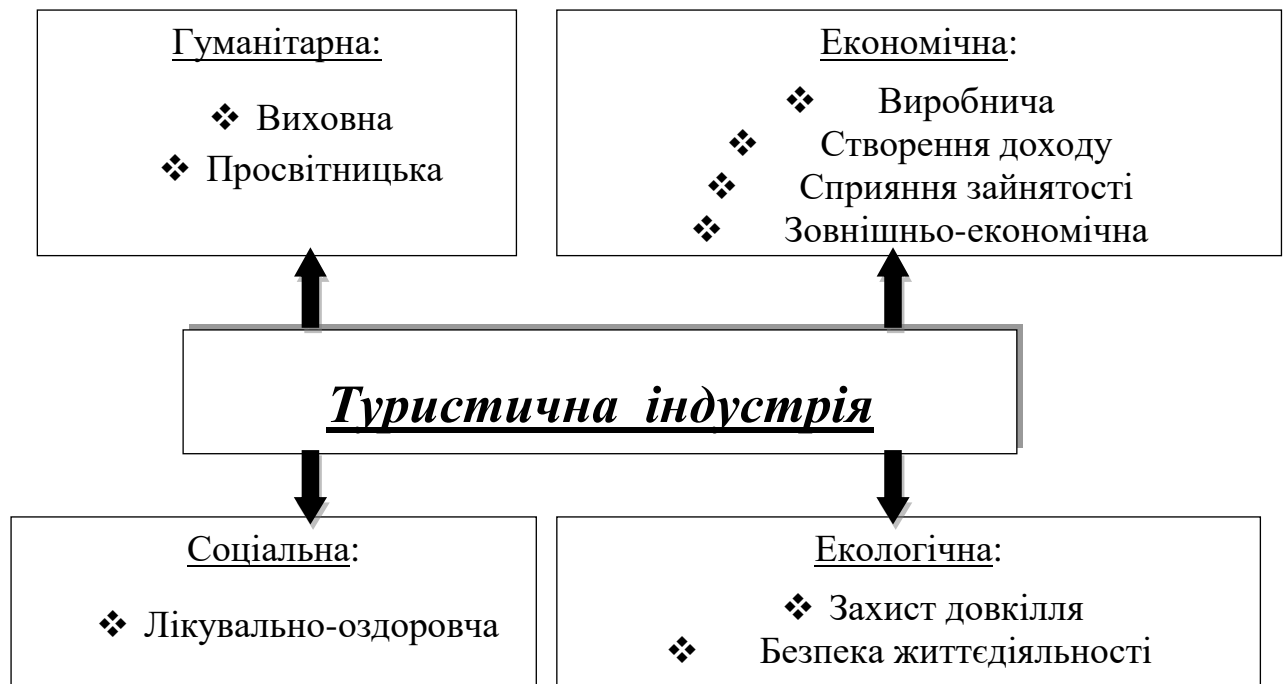 Гуманітарна:
❖ Виховна
❖ Просвітницька
Економічна:
❖ Виробнича
❖ Створення доходу
❖ Сприяння зайнятості
❖ Зовнішньо-економічна
Туристична індустрія
Соціальна:
❖ Лікувально-оздоровча
Екологічна:
❖ Захист довкілля
❖ Безпека життєдіяльності